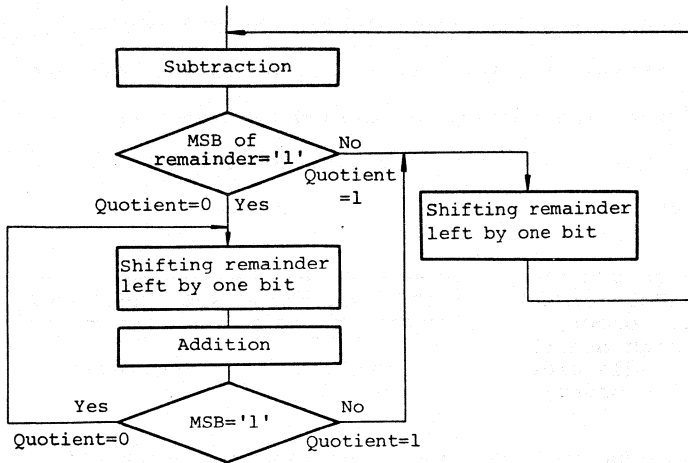 Subtraction
MSB of
remainder='1'
No
Quotient
=1
Quotient=0
Yes
Shifting remainder
left by one bit
Shifting remainder
left by one bit
Addition
MSB='1'
Yes
Quotient=0
No
Quotient=1